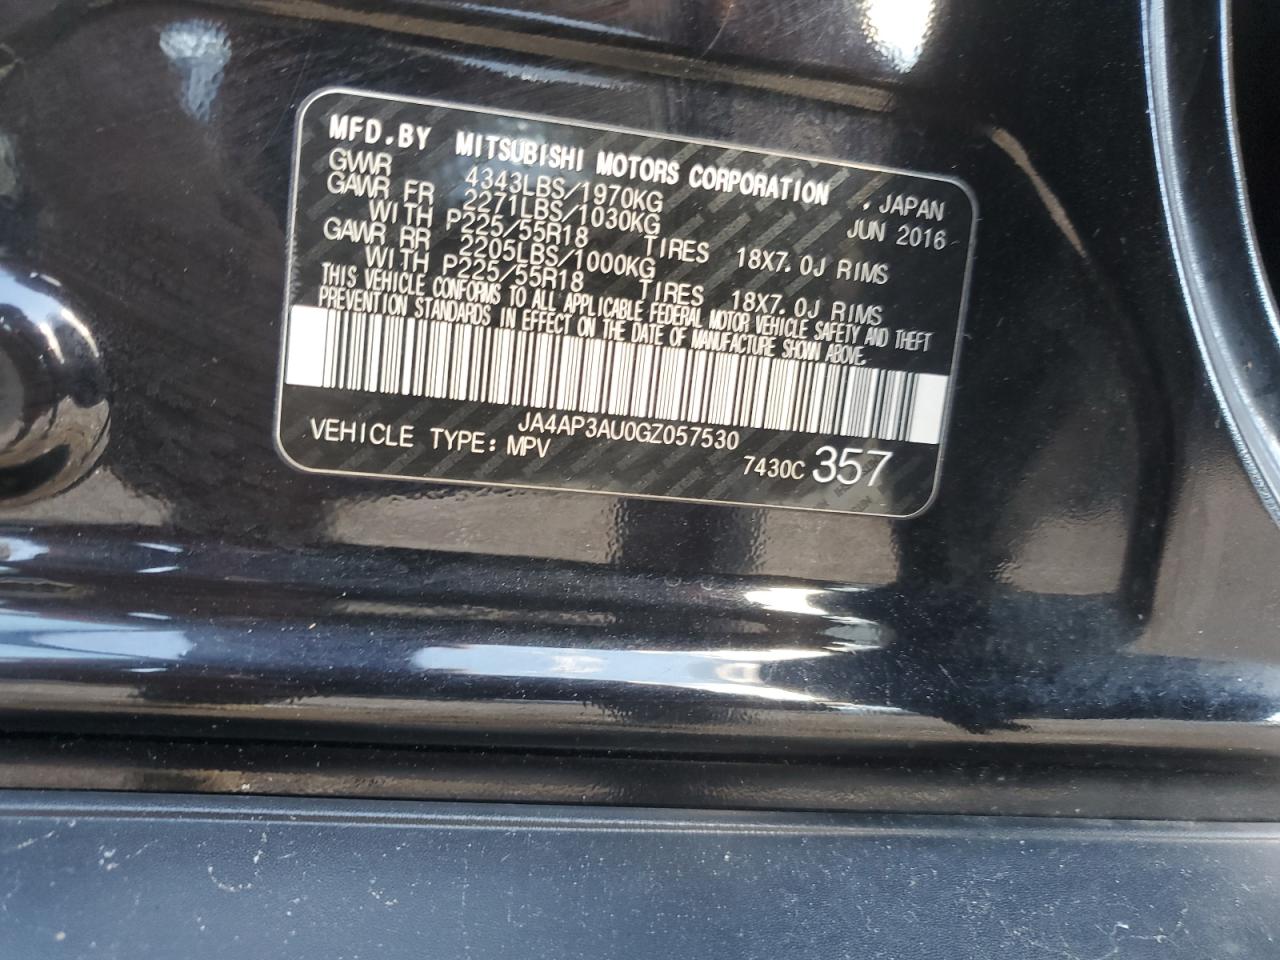 MFD.BY MITSUBISHI MOTORS CORPORATION , JAPAN
GWWR 4343LBS/1970KG JUN 2016
GAWR FR 2271LBS/1030KG
WITH P225/55R18 TIRES 18X7.0J RIMS
GAWR RR 2205LBS/1000KG
WITH P225/55R18 TIRES 18X7.0J RIMS
THIS VEHICLE CONFORMS TO ALL APPLICABLE FEDERAL MOTOR VEHICLE SAFETY AND THEFT
PREVENTION STANDARDS IN EFFECT ON THE DATE OF MANUFACTURE SHOWN ABOVE.
JA4AP3AU0GZ057530
VEHICLE TYPE: MPV 7430C 357